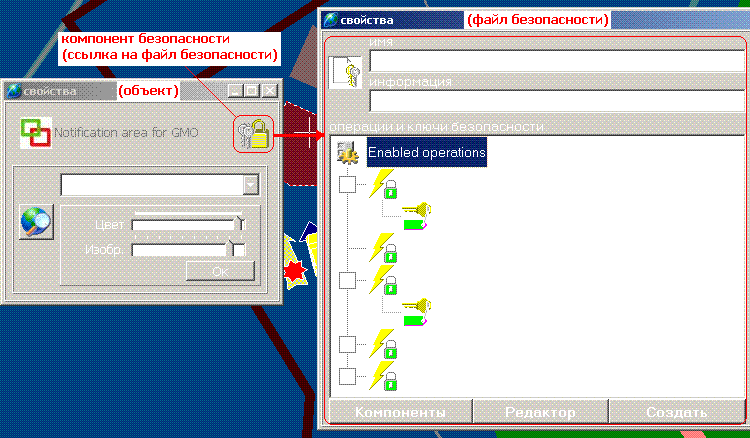 свойства (файл безопасности)
компонент безопасности
(ссылка на файл безопасности)
имя
информация
свойства (объект)
Notification area for GMO
операции и ключи безопасности
Enabled operations
Цвет
Изобр.
Ок
Компоненты Редактор Создать